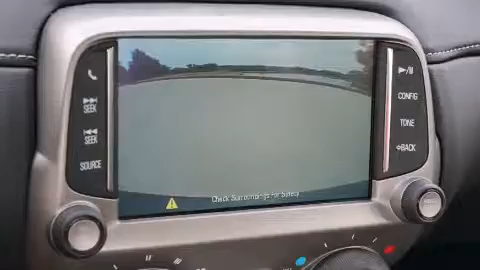 SEEK
SEEK
SOURCE
Check Surroundings for Safety
CONFIG
TONE
BACK